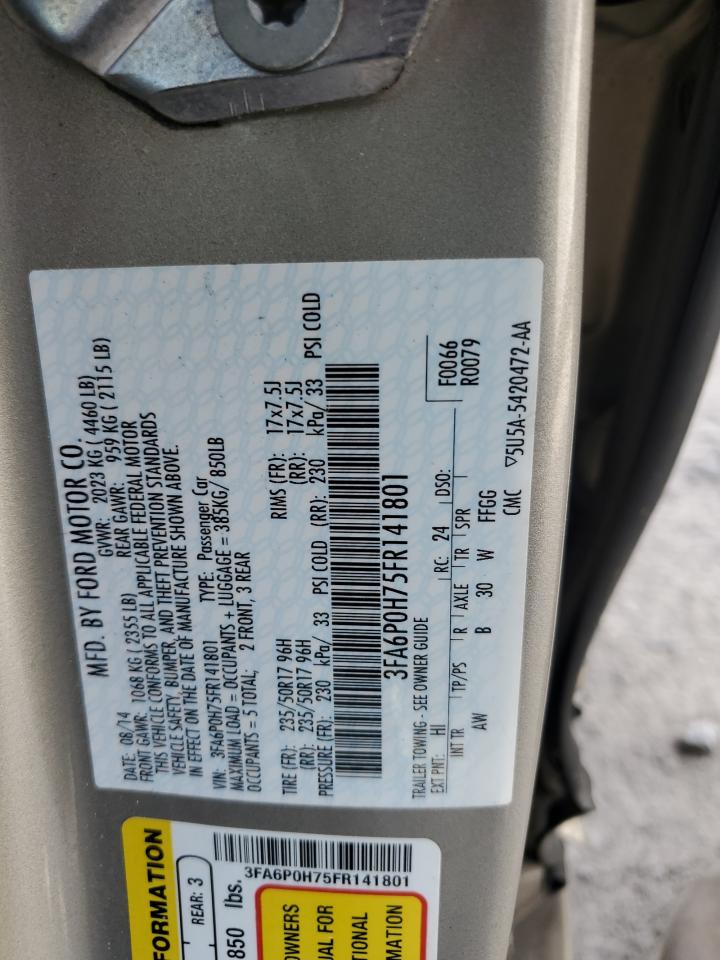 MFD. BY FORD MOTOR CO.
DATE: 08/14 GVWR: 2023 KG ( 4460 LB)
FRONT GAWR: 1068 KG ( 2355 LB) REAR GAWR: 959 KG ( 2115 LB)
THIS VEHICLE CONFORMS TO ALL APPLICABLE FEDERAL MOTOR
VEHICLE SAFETY, BUMPER, AND THEFT PREVENTION STANDARDS
IN EFFECT ON THE DATE OF MANUFACTURE SHOWN ABOVE.
VIN: 3FA6P0H75FR141801 TYPE: Passenger Car
MAXIMUM LOAD = OCCUPANTS + LUGGAGE = 385KG/ 850LB
OCCUPANTS = 5 TOTAL; 2 FRONT, 3 REAR
TIRE (FR): 235/50R17 96H RIMS (FR): 17x7.5J
(RR): 235/50R17 96H (RR): 17x7.5J
PRESSURE (FR): 230 kPa/ 33 PSI COLD (RR): 230 kPa/ 33 PSI COLD
3FA6P0H75FR141801
F0066
R0079
TRAILER TOWING - SEE OWNER GUIDE
EXT PNT: HI RC: 24 DSO:
INT TR TP/PS R AXLE TR SPR
AW B 30 W FFGG
CMC ▽5U5A-5420472-AA
FORMATION
REAR: 3
850 lbs.
3FA6P0H75FR141801
OWNERS
UAL FOR
TIONAL
MATION